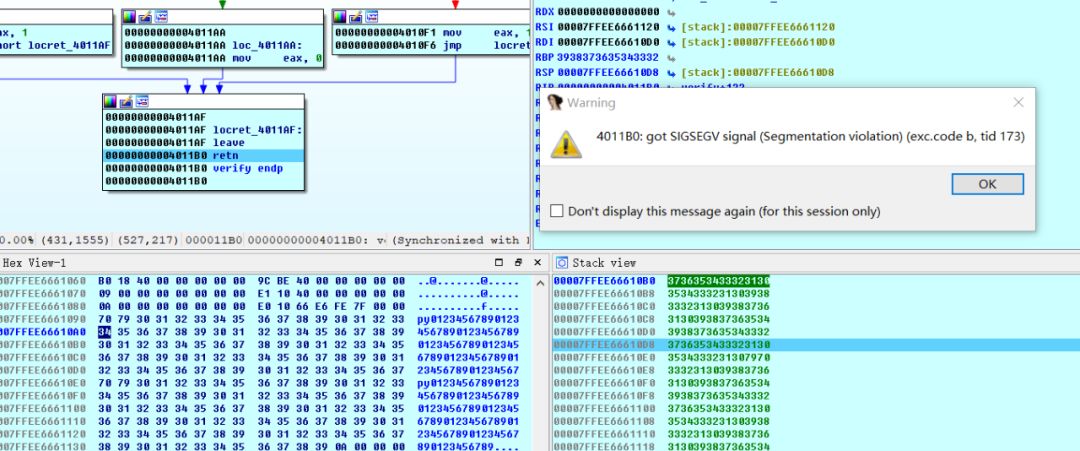 eax, 1
short locret_4011AF
00000000004011AA
00000000004011AA loc_4011AA:
00000000004011AA mov eax, 0
00000000004010F1 mov eax, 1
00000000004010F6 jmp locret
00000000004011AF
00000000004011AF locret_4011AF:
00000000004011AF leave
00000000004011B0 retn
00000000004011B0 verify endp
00000000004011B0
0.00% (431,1555) (527,217) 000011B0 00000000004011B0: (Synchronized with
RDX 0000000000000000
RSI 00007FFEE6661120 [stack]:00007FFEE6661120
RDI 00007FFEE66610D0 [stack]:00007FFEE66610D0
RBP 3938373635343332
RSP 00007FFEE66610D8 [stack]:00007FFEE66610D8
Warning
4011B0: got SIGSEGV signal (Segmentation violation) (exc.code b, tid 173)
OK
Don't display this message again (for this session only)
Hex View-1
007FFEE6661060 B0 18 40 00 00 00 00 00 9C BE 40 00 00 00 00 00 ..@.......@.....
007FFEE6661070 09 00 00 00 00 00 00 00 E1 10 40 00 00 00 00 00 ..........@.....
007FFEE6661080 0A 00 00 00 00 00 00 00 E0 10 66 E6 FE 7F 00 00 ..........f.....
007FFEE6661090 70 79 30 31 32 33 34 35 36 37 38 39 30 31 32 33 py01234567890123
007FFEE66610A0 34 35 36 37 38 39 30 31 32 33 34 35 36 37 38 39 4567890123456789
007FFEE66610B0 30 31 32 33 34 35 36 37 38 39 30 31 32 33 34 35 0123456789012345
007FFEE66610C0 36 37 38 39 30 31 32 33 34 35 36 37 38 39 30 31 6789012345678901
007FFEE66610D0 32 33 34 35 36 37 38 39 30 31 32 33 34 35 36 37 2345678901234567
007FFEE66610E0 70 79 30 31 32 33 34 35 36 37 38 39 30 31 32 33 py01234567890123
007FFEE66610F0 34 35 36 37 38 39 30 31 32 33 34 35 36 37 38 39 4567890123456789
007FFEE6661100 30 31 32 33 34 35 36 37 38 39 30 31 32 33 34 35 0123456789012345
007FFEE6661110 36 37 38 39 30 31 32 33 34 35 36 37 38 39 30 31 6789012345678901
007FFEE6661120 32 33 34 35 36 37 38 39 30 31 32 33 34 35 36 37 2345678901234567
007FFEE6661130 38 39 30 31 32 33 34 35 36 37 38 39 0A 00 00 00 890123456789....
Stack view
00007FFEE66610B0 3736353433323130
00007FFEE66610B8 3534333231303938
00007FFEE66610C0 3332313039383736
00007FFEE66610C8 3130393837363534
00007FFEE66610D0 3938373635343332
00007FFEE66610D8 3736353433323130
00007FFEE66610E0 3534333231307970
00007FFEE66610E8 3332313039383736
00007FFEE66610F0 3130393837363534
00007FFEE66610F8 3938373635343332
00007FFEE6661100 3736353433323130
00007FFEE6661108 3534333231303938
00007FFEE6661110 3332313039383736
00007FFEE6661118 3130393837363534